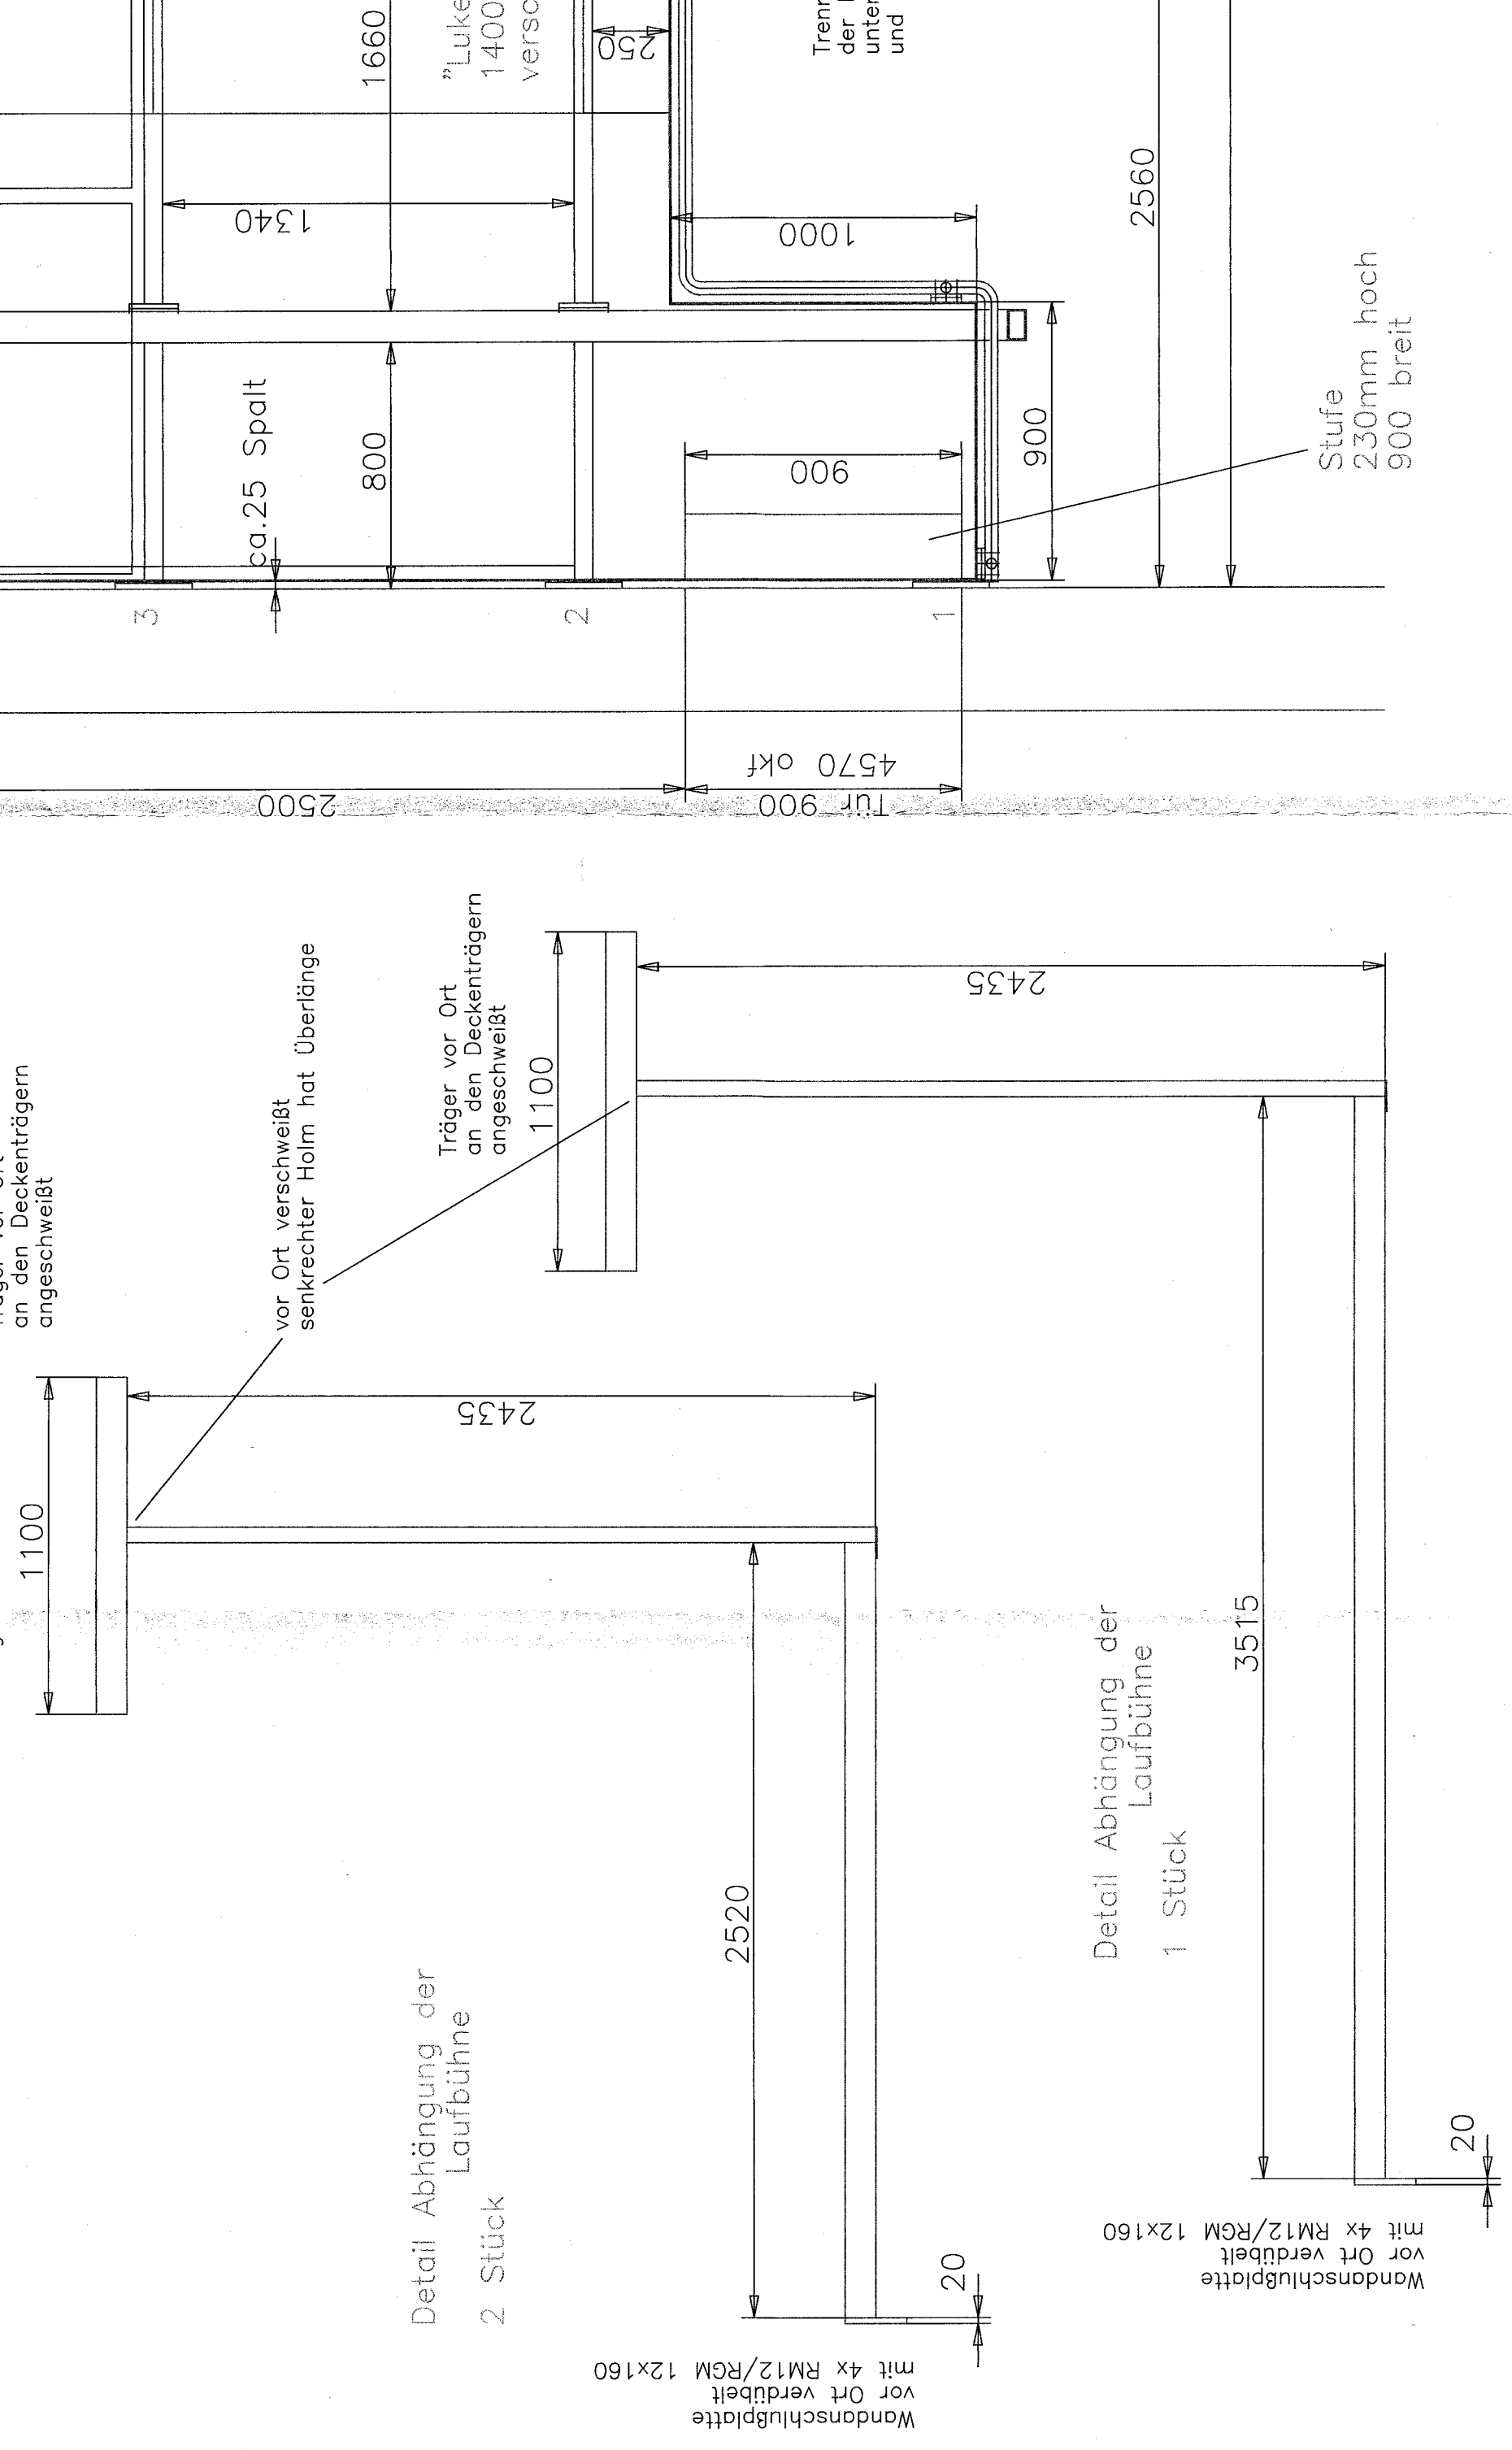 1660
"Luke
1400
versc
250
Trenn
der
unter
und
1340
1000
2560
ca.25 Spalt
800
900
900
Stufe
230mm hoch
900 breit
3
2
1
2500
4570 okf
Tür 900
an den Deckenträgern
angeschweißt
1100
vor Ort verschweißt
senkrechter Holm hat Überlänge
Träger vor Ort
an den Deckenträgern
angeschweißt
1100
2435
2435
2520
3515
Detail Abhängung der
Laufbühne
2 Stück
Detail Abhängung der
Laufbühne
1 Stück
20
20
Wandanschlußplatte
vor Ort verdübelt
mit 4x RM12/RGM 12x160
Wandanschlußplatte
vor Ort verdübelt
mit 4x RM12/RGM 12x160